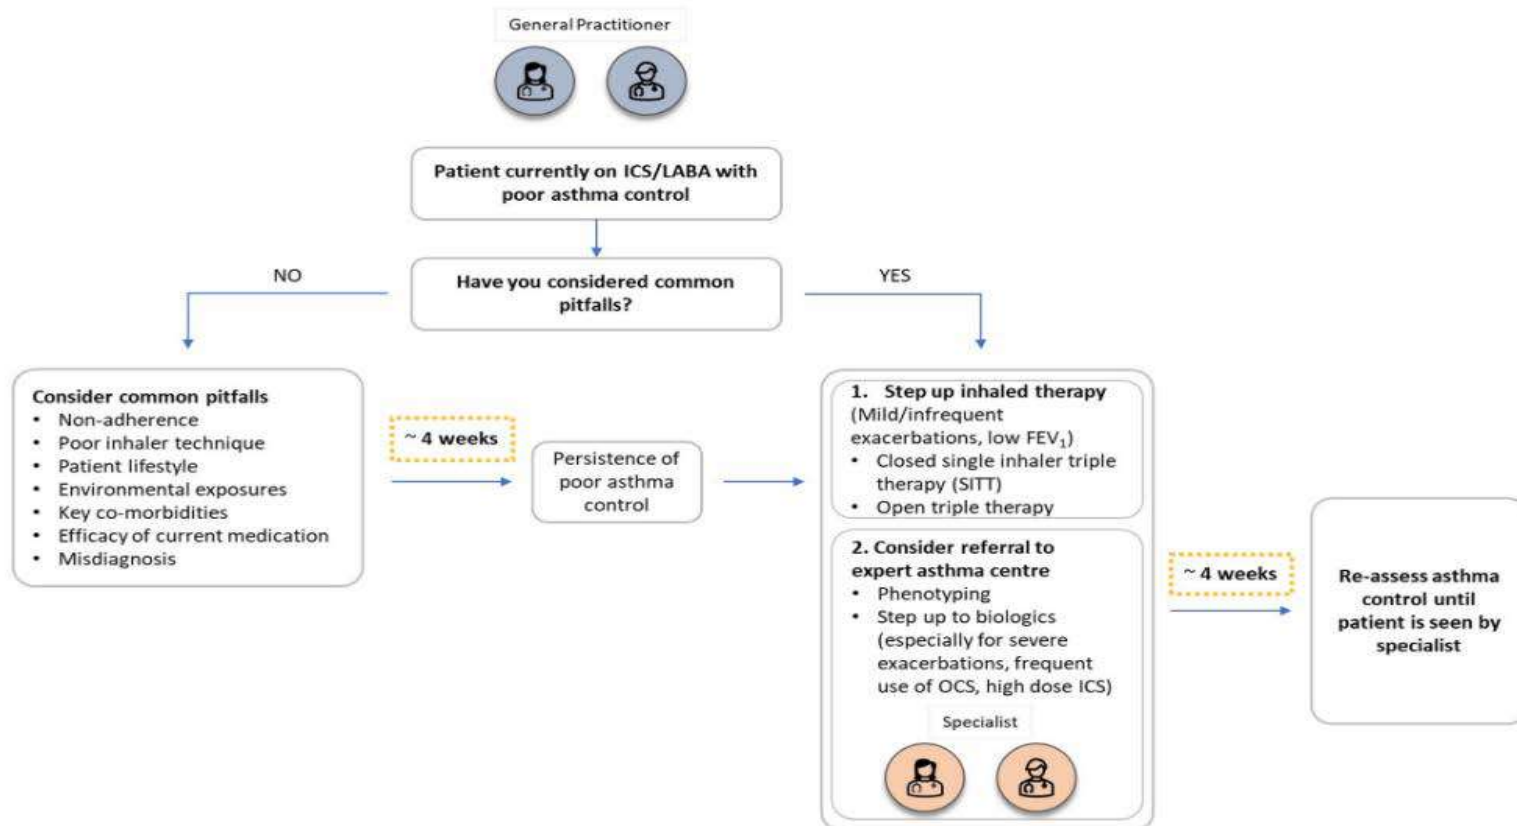 General Practitioner
Patient currently on ICS/LABA with
poor asthma control
NO
Have you considered common
pitfalls?
YES
Consider common pitfalls
• Non-adherence
• Poor inhaler technique
• Patient lifestyle
• Environmental exposures
• Key co-morbidities
• Efficacy of current medication
• Misdiagnosis
~ 4 weeks
Persistence of
poor asthma
control
1. Step up inhaled therapy
(Mild/infrequent
exacerbations, low FEV₁)
• Closed single inhaler triple
therapy (SITT)
• Open triple therapy
2. Consider referral to
expert asthma centre
• Phenotyping
• Step up to biologics
(especially for severe
exacerbations, frequent
use of OCS, high dose ICS)
Specialist
~ 4 weeks
Re-assess asthma
control until
patient is seen by
specialist